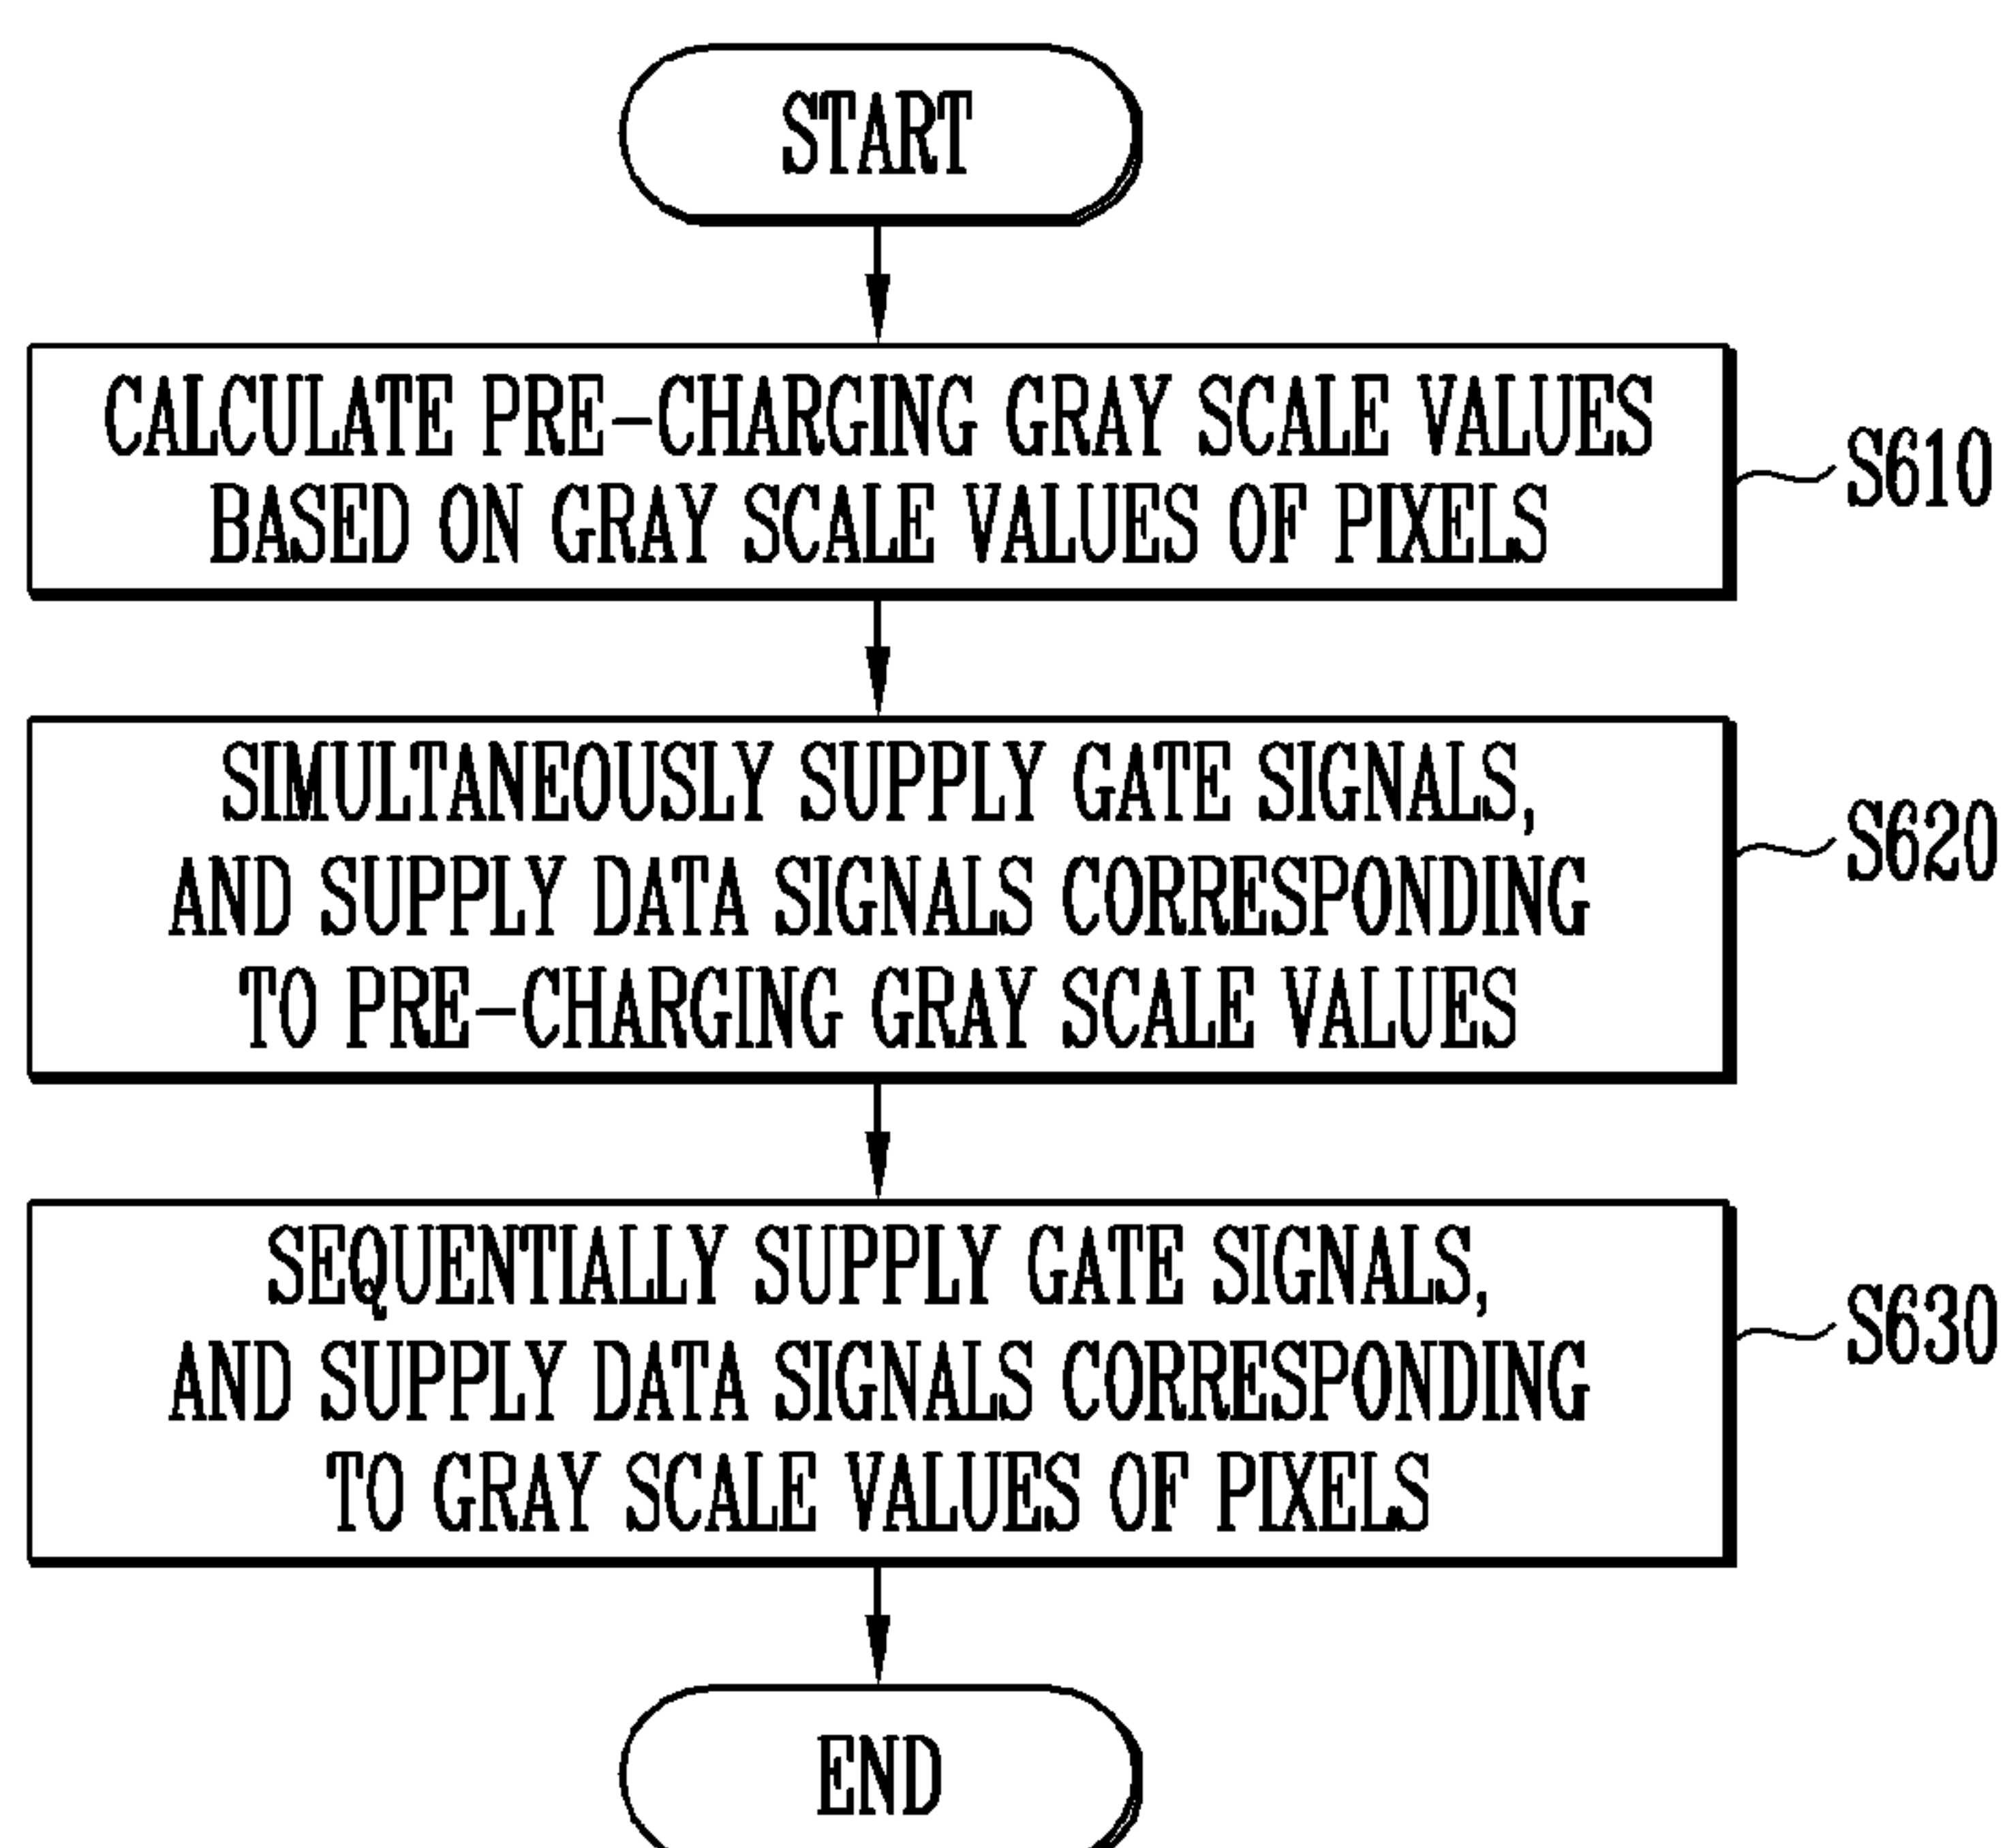 START
CALCULATE PRE-CHARGING GRAY SCALE VALUES
BASED ON GRAY SCALE VALUES OF PIXELS
S610
SIMULTANEOUSLY SUPPLY GATE SIGNALS,
AND SUPPLY DATA SIGNALS CORRESPONDING
TO PRE-CHARGING GRAY SCALE VALUES
S620
SEQUENTIALLY SUPPLY GATE SIGNALS,
AND SUPPLY DATA SIGNALS CORRESPONDING
TO GRAY SCALE VALUES OF PIXELS
S630
END